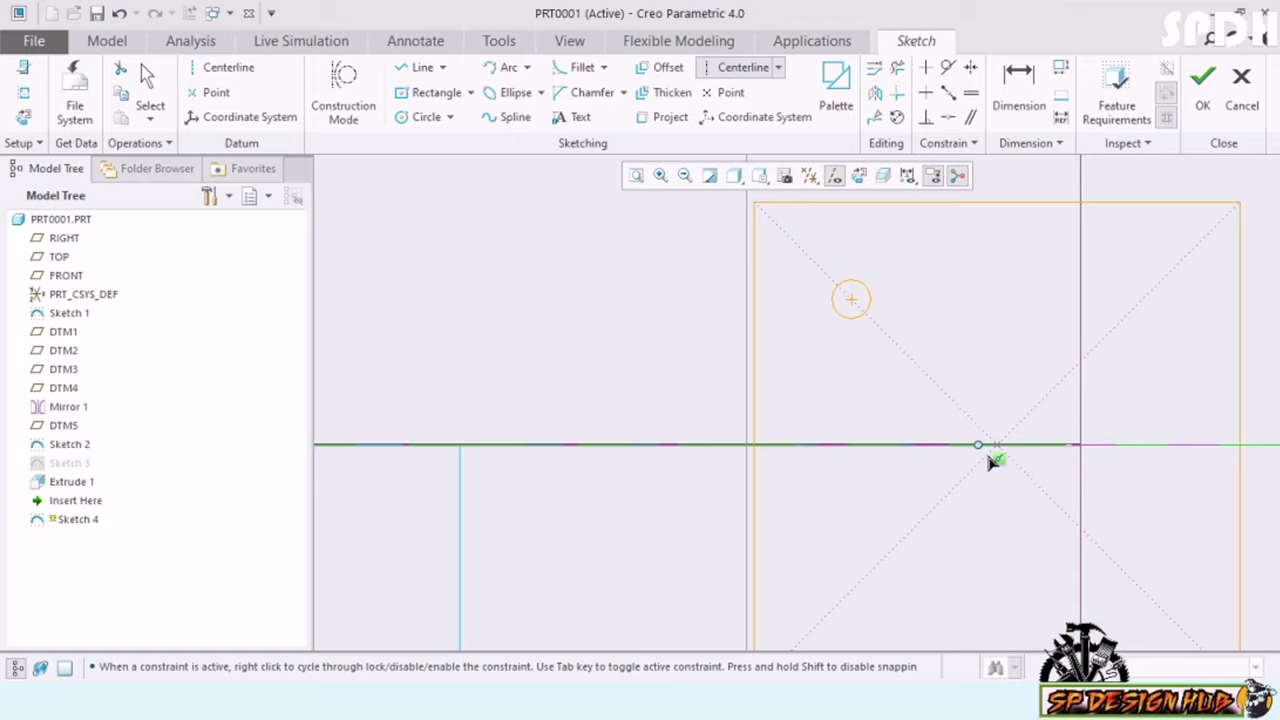 PRT0001 (Active) - Creo Parametric 4.0
SPDH
File Model Analysis Live Simulation Annotate Tools View Flexible Modeling Applications Sketch
Centerline
Point
Coordinate System
Line
Rectangle
Circle
Arc
Ellipse
Spline
Fillet
Chamfer
Text
Offset
Thicken
Project
Centerline
Point
Coordinate System
File
System
Select
Construction
Mode
Palette
Dimension
Feature
Requirements
OK
Cancel
Setup Get Data Operations Datum Sketching Editing Constrain Dimension Inspect Close
Model Tree Folder Browser Favorites
Model Tree
PRT0001.PRT
RIGHT
TOP
FRONT
PRT_CSYS_DEF
Sketch 1
DTM1
DTM2
DTM3
DTM4
Mirror 1
DTM5
Sketch 2
Sketch 3
Extrude 1
Insert Here
Sketch 4
When a constraint is active, right click to cycle through lock/disable/enable the constraint. Use Tab key to toggle active constraint. Press and hold Shift to disable snappin
SP DESIGN HUB